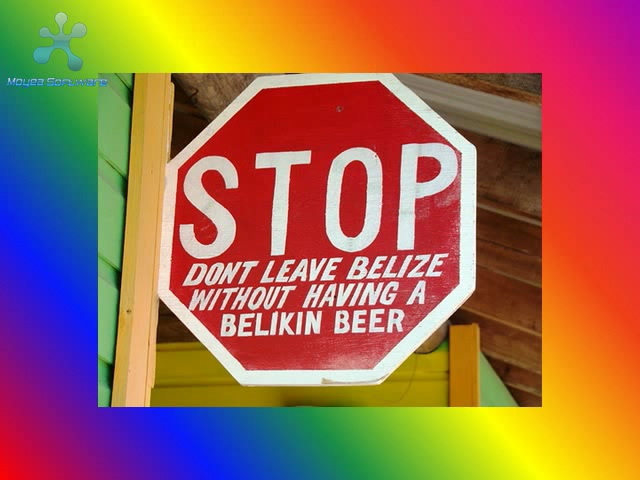 Moyea Software
STOP
DONT LEAVE BELIZE
WITHOUT HAVING A
BELIKIN BEER